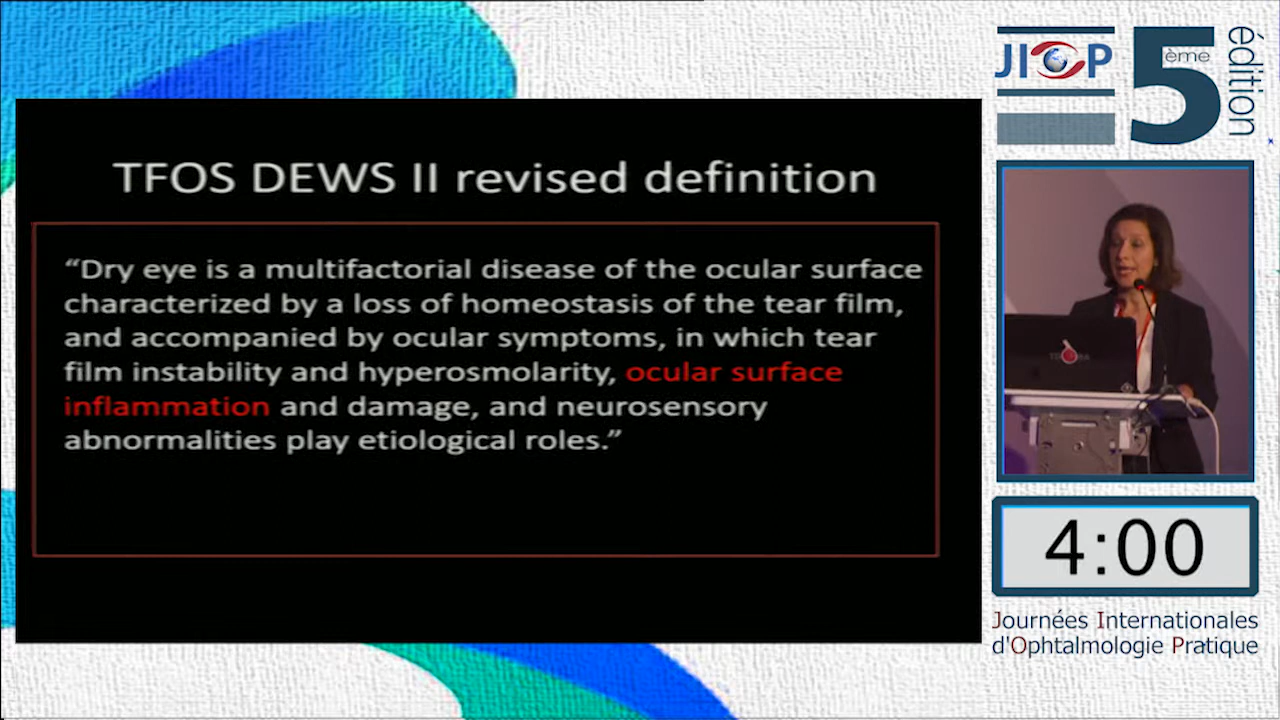 TFOS DEWS II revised definition
“Dry eye is a multifactorial disease of the ocular surface
characterized by a loss of homeostasis of the tear film,
and accompanied by ocular symptoms, in which tear
film instability and hyperosmolarity, ocular surface
inflammation and damage, and neurosensory
abnormalities play etiological roles.”
JIOP
5
ème
édition
4:00
Journées Internationales
d'Ophtalmologie Pratique